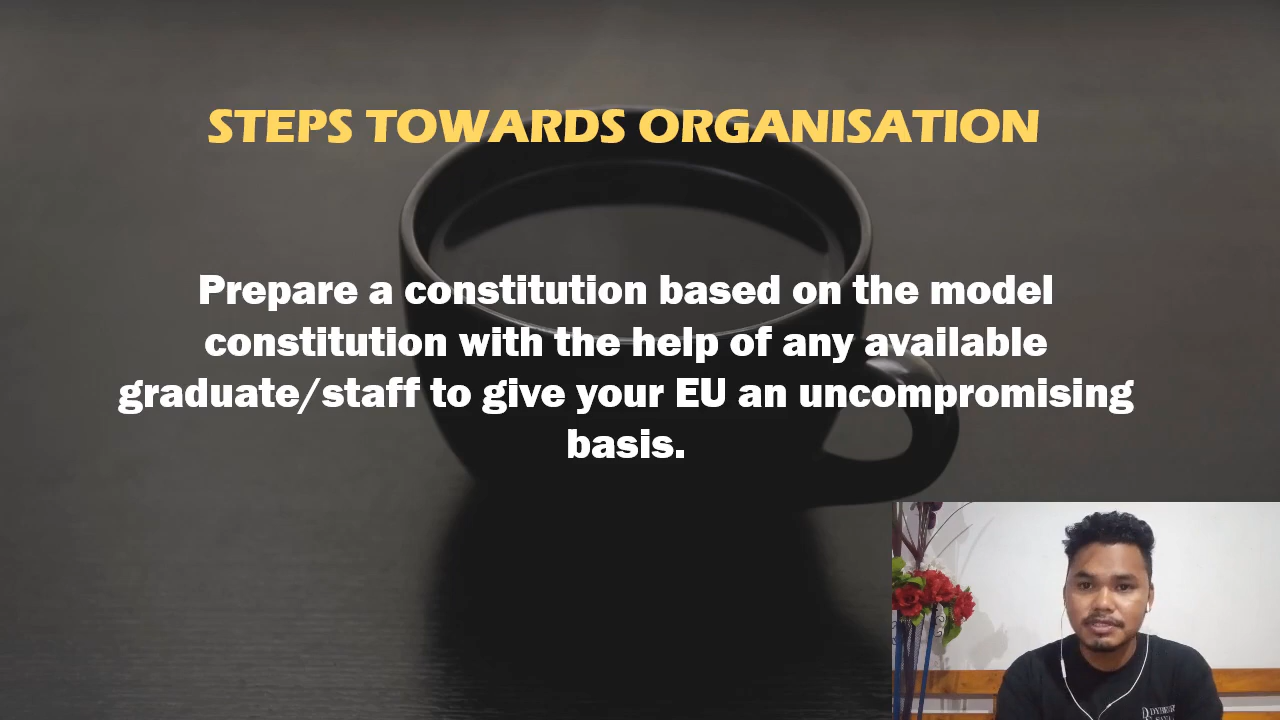 STEPS TOWARDS ORGANISATION
Prepare a constitution based on the model
constitution with the help of any available
graduate/staff to give your EU an uncompromising
basis.